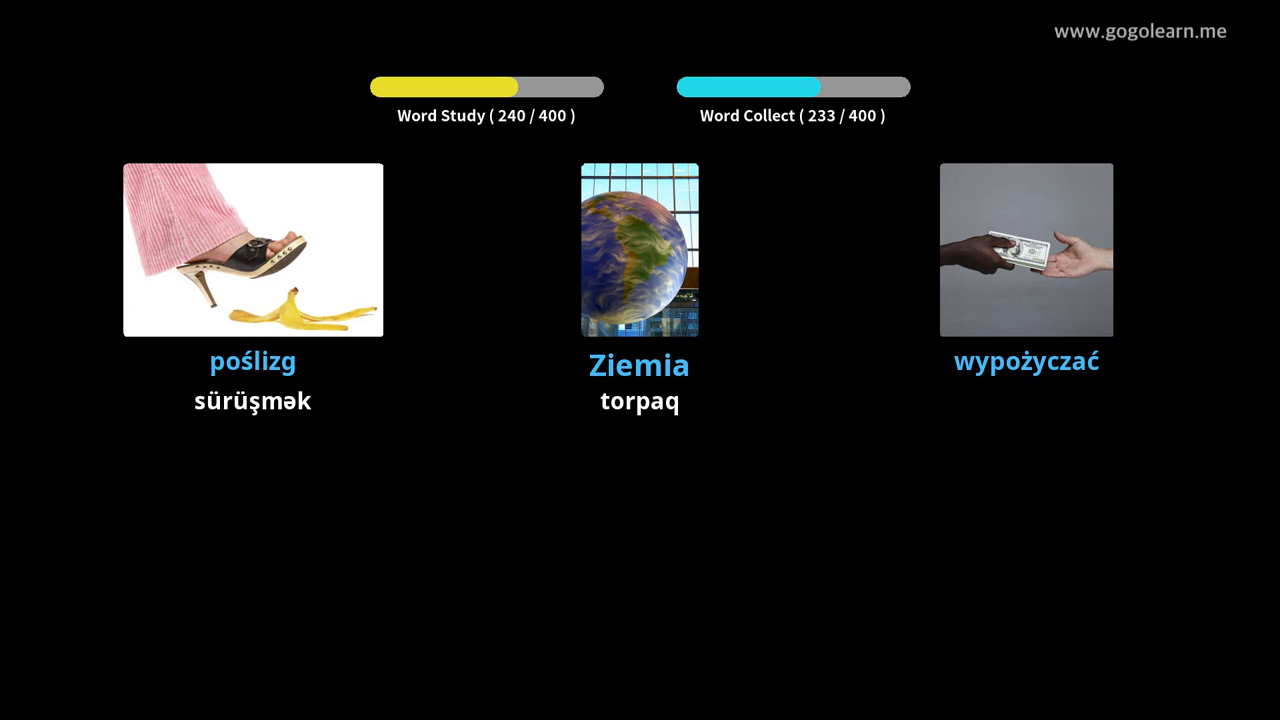 www.gogolearn.me
Word Study ( 240 / 400 )
Word Collect ( 233 / 400 )
poślizg
Ziemia
wypożyczać
sürüşmək
torpaq